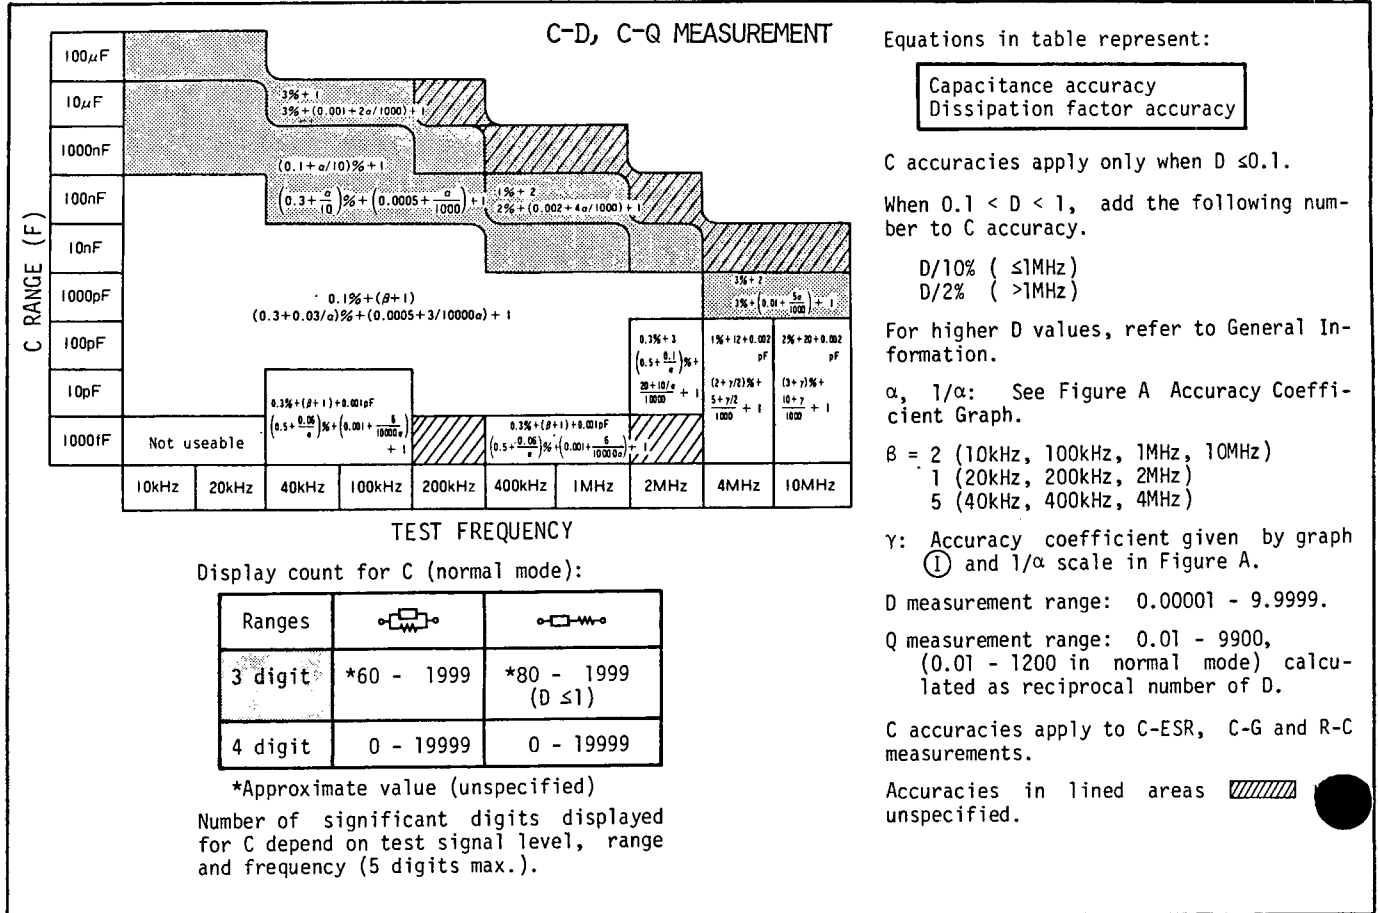 C-D, C-Q MEASUREMENT
C RANGE (F)
100μF
10μF
1000nF
100nF
10nF
1000pF
100pF
10pF
1000fF
3%+1
3%+(0.001+2α/1000)+1
(0.1+α/10)%+1
(0.3+α/10)%+(0.0005+α/1000)+1
1%+2
2%+(0.002+4α/1000)+1
0.1%+(β+1)
(0.3+0.03/α)%+(0.0005+3/10000α)+1
3%+2
3%+(0.01+5α/1000)+1
0.3%+3
(0.5+0.1/α)%+
20+10/α/10000 + 1
1%+12+0.002
pF
(2+γ/2)%+
5+γ/2/1000 + 1
2%+20+0.002
pF
(3+γ)%+
10+γ/1000 + 1
0.3%+(β+1)+0.001pF
(0.5+0.06/α)%+(0.001+6/10000α)
+ 1
0.3%+(β+1)+0.001pF
(0.5+0.06/α)%+(0.001+6/10000α)+1
Not useable
10kHz 20kHz 40kHz 100kHz 200kHz 400kHz 1MHz 2MHz 4MHz 10MHz
TEST FREQUENCY
Display count for C (normal mode):
Ranges
3 digit *60 - 1999 *80 - 1999
(D ≤1)
4 digit 0 - 19999 0 - 19999
*Approximate value (unspecified)
Number of significant digits displayed
for C depend on test signal level, range
and frequency (5 digits max.).
Equations in table represent:
Capacitance accuracy
Dissipation factor accuracy
C accuracies apply only when D ≤0.1.
When 0.1 < D < 1, add the following num-
ber to C accuracy.
D/10% ( ≤1MHz)
D/2% ( >1MHz)
For higher D values, refer to General In-
formation.
α, 1/α: See Figure A Accuracy Coeffi-
cient Graph.
β = 2 (10kHz, 100kHz, 1MHz, 10MHz)
1 (20kHz, 200kHz, 2MHz)
5 (40kHz, 400kHz, 4MHz)
γ: Accuracy coefficient given by graph
Ⓘ and 1/α scale in Figure A.
D measurement range: 0.00001 - 9.9999.
Q measurement range: 0.01 - 9900,
(0.01 - 1200 in normal mode) calcu-
lated as reciprocal number of D.
C accuracies apply to C-ESR, C-G and R-C
measurements.
Accuracies in lined areas
unspecified.